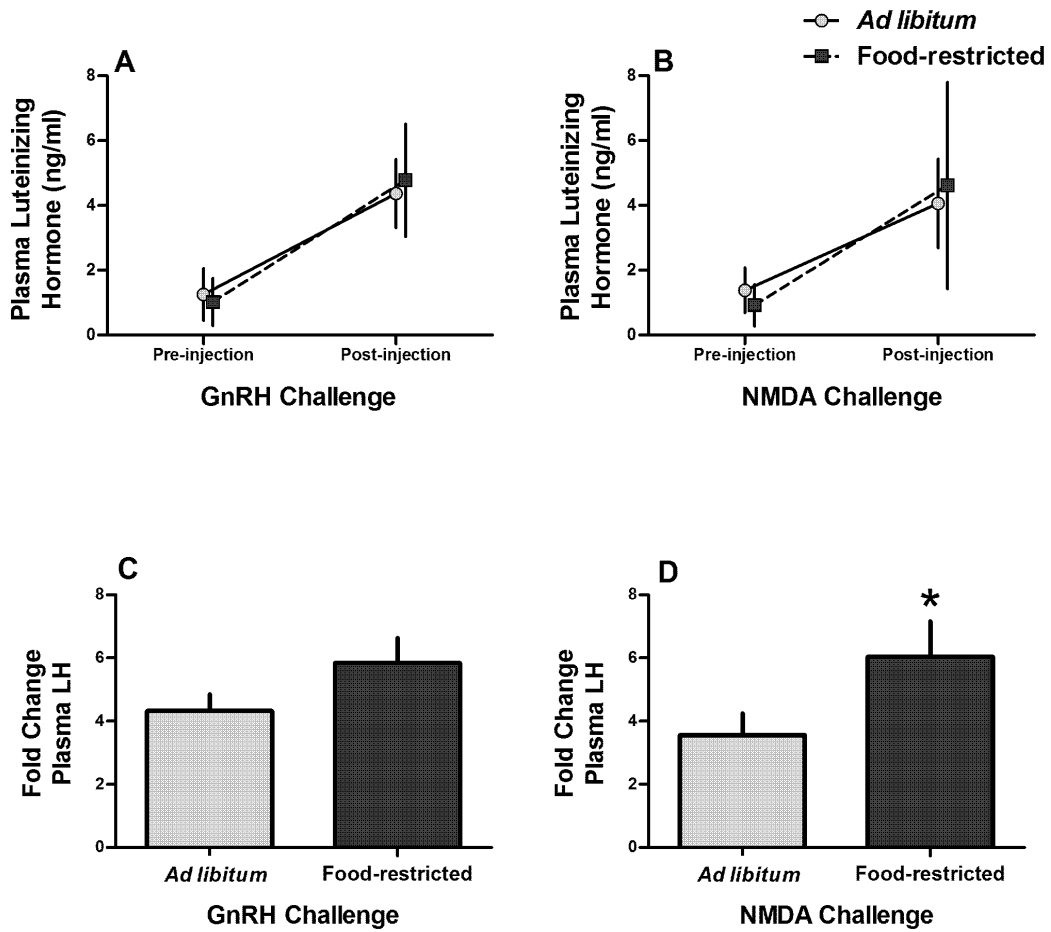 Ad libitum
Food-restricted
A
Plasma Luteinizing
Hormone (ng/ml)
8
6
4
2
0
Pre-injection
Post-injection
GnRH Challenge
B
Plasma Luteinizing
Hormone (ng/ml)
8
6
4
2
0
Pre-injection
Post-injection
NMDA Challenge
C
Fold Change
Plasma LH
8
6
4
2
0
Ad libitum
Food-restricted
GnRH Challenge
D
Fold Change
Plasma LH
8
6
4
2
0
*
Ad libitum
Food-restricted
NMDA Challenge